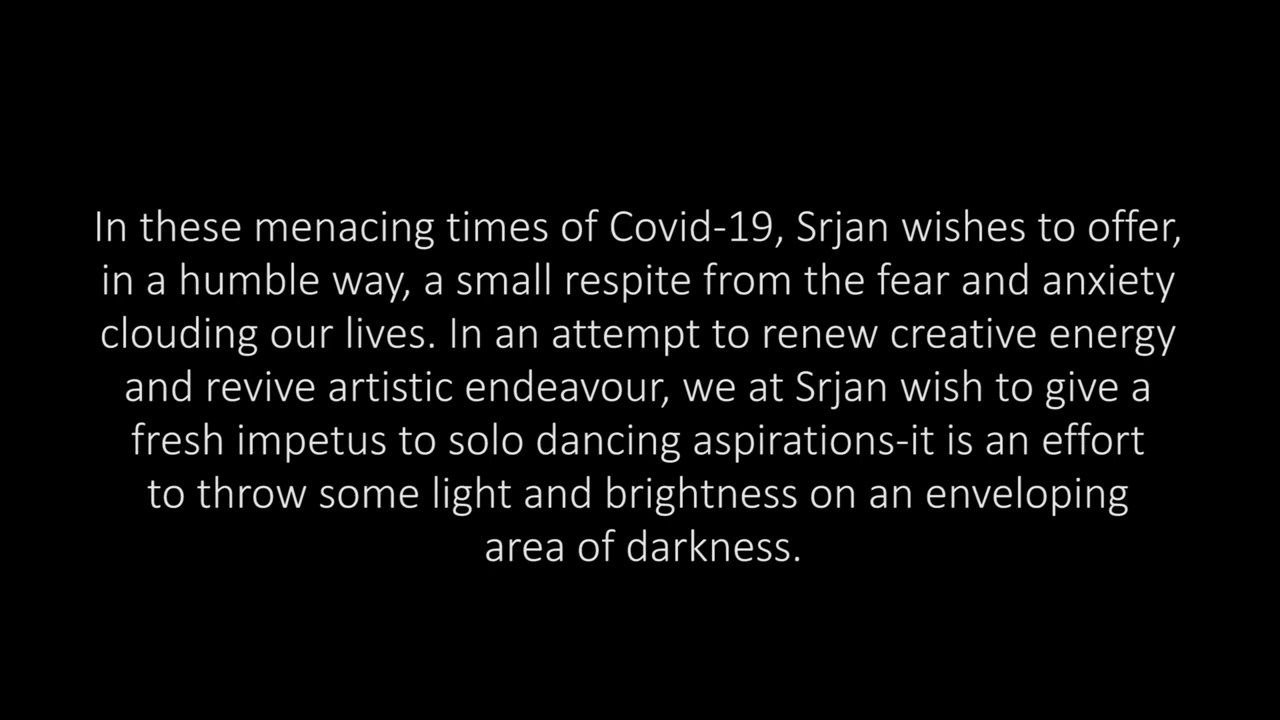 In these menacing times of Covid-19, Srjan wishes to offer,
in a humble way, a small respite from the fear and anxiety
clouding our lives. In an attempt to renew creative energy
and revive artistic endeavour, we at Srjan wish to give a
fresh impetus to solo dancing aspirations-it is an effort
to throw some light and brightness on an enveloping
area of darkness.